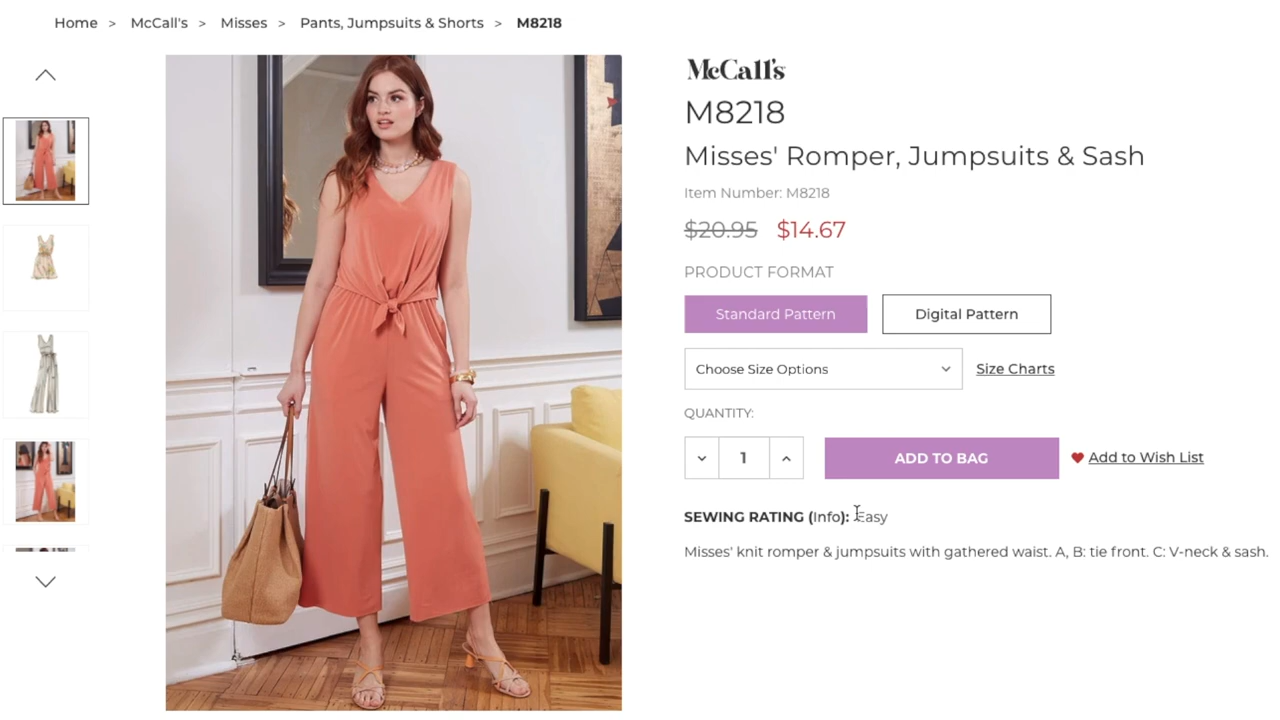 Home > McCall's > Misses > Pants, Jumpsuits & Shorts > M8218
McCall's
M8218
Misses' Romper, Jumpsuits & Sash
Item Number: M8218
$20.95 $14.67
PRODUCT FORMAT
Standard Pattern Digital Pattern
Choose Size Options Size Charts
QUANTITY:
1 ADD TO BAG Add to Wish List
SEWING RATING (Info): Easy
Misses' knit romper & jumpsuits with gathered waist. A, B: tie front. C: V-neck & sash.